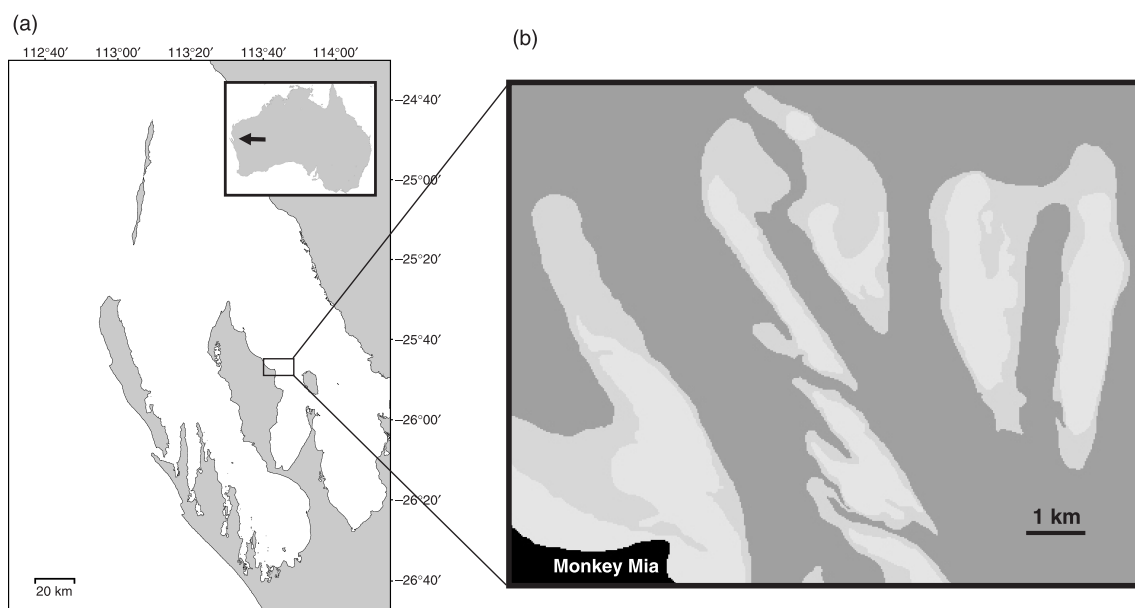 (a)
(b)
112°40′ 113°00′ 113°20′ 113°40′ 114°00′
–24°40′
–25°00′
–25°20′
–25°40′
–26°00′
–26°20′
–26°40′
20 km
1 km
Monkey Mia